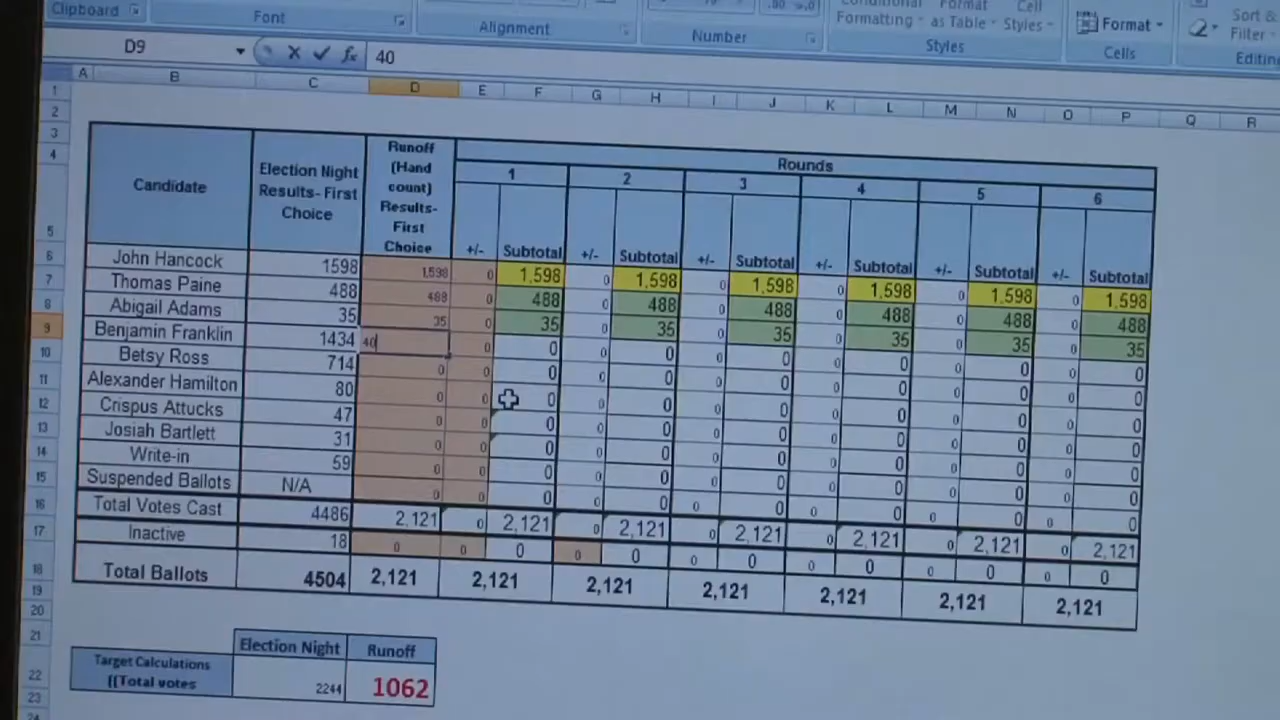 Clipboard
Font
Alignment
Number
Formatting as Table Styles
Styles
Format
Cells
Sort &
Filter
Editin
D9
40
A B C D E F G H I J K L M N O P Q R
Candidate
Election Night Results- First Choice
Runoff (Hand count) Results- First Choice
Rounds
1 2 3 4 5 6
+/- Subtotal +/- Subtotal +/- Subtotal +/- Subtotal +/- Subtotal +/- Subtotal
John Hancock 1598 1,598 0 1,598 0 1,598 0 1,598 0 1,598 0 1,598 0 1,598
Thomas Paine 488 488 0 488 0 488 0 488 0 488 0 488 0 488
Abigail Adams 35 35 0 35 0 35 0 35 0 35 0 35 0 35
Benjamin Franklin 1434 40 0 0 0 0 0 0 0 0 0 0 0 0
Betsy Ross 714 0 0 0 0 0 0 0 0 0 0 0 0 0
Alexander Hamilton 80 0 0 0 0 0 0 0 0 0 0 0 0 0
Crispus Attucks 47 0 0 0 0 0 0 0 0 0 0 0 0 0
Josiah Bartlett 31 0 0 0 0 0 0 0 0 0 0 0 0 0
Write-in 59 0 0 0 0 0 0 0 0 0 0 0 0 0
Suspended Ballots N/A 0 0 0 0 0 0 0 0 0 0 0 0 0
Total Votes Cast 4486 2,121 0 2,121 0 2,121 0 2,121 0 2,121 0 2,121 0 2,121
Inactive 18 0 0 0 0 0 0 0 0 0 0 0 0 0
Total Ballots 4504 2,121 2,121 2,121 2,121 2,121 2,121 2,121
Election Night Runoff
Target Calculations
[(Total votes 2244 1062